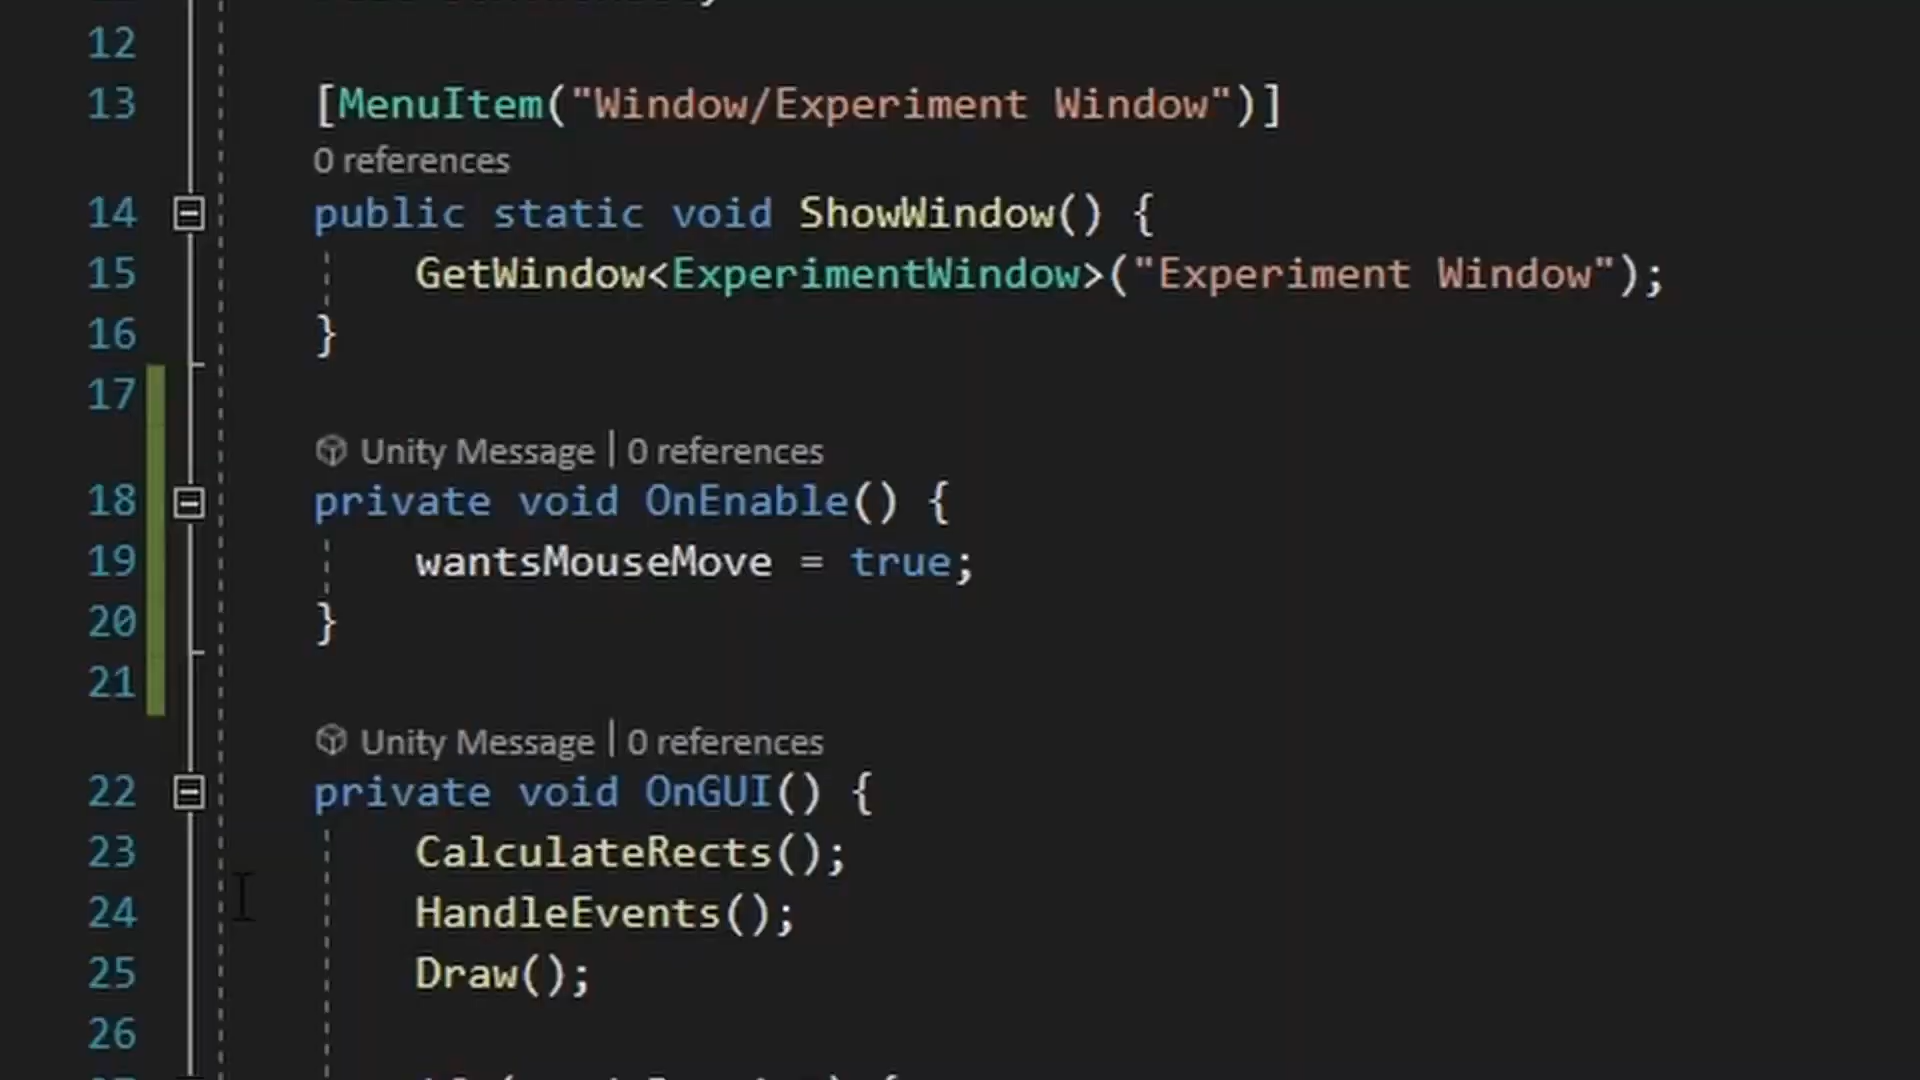 12
13 [MenuItem("Window/Experiment Window")]
0 references
14 public static void ShowWindow() {
15 GetWindow<ExperimentWindow>("Experiment Window");
16 }
17
Unity Message | 0 references
18 private void OnEnable() {
19 wantsMouseMove = true;
20 }
21
Unity Message | 0 references
22 private void OnGUI() {
23 CalculateRects();
24 HandleEvents();
25 Draw();
26